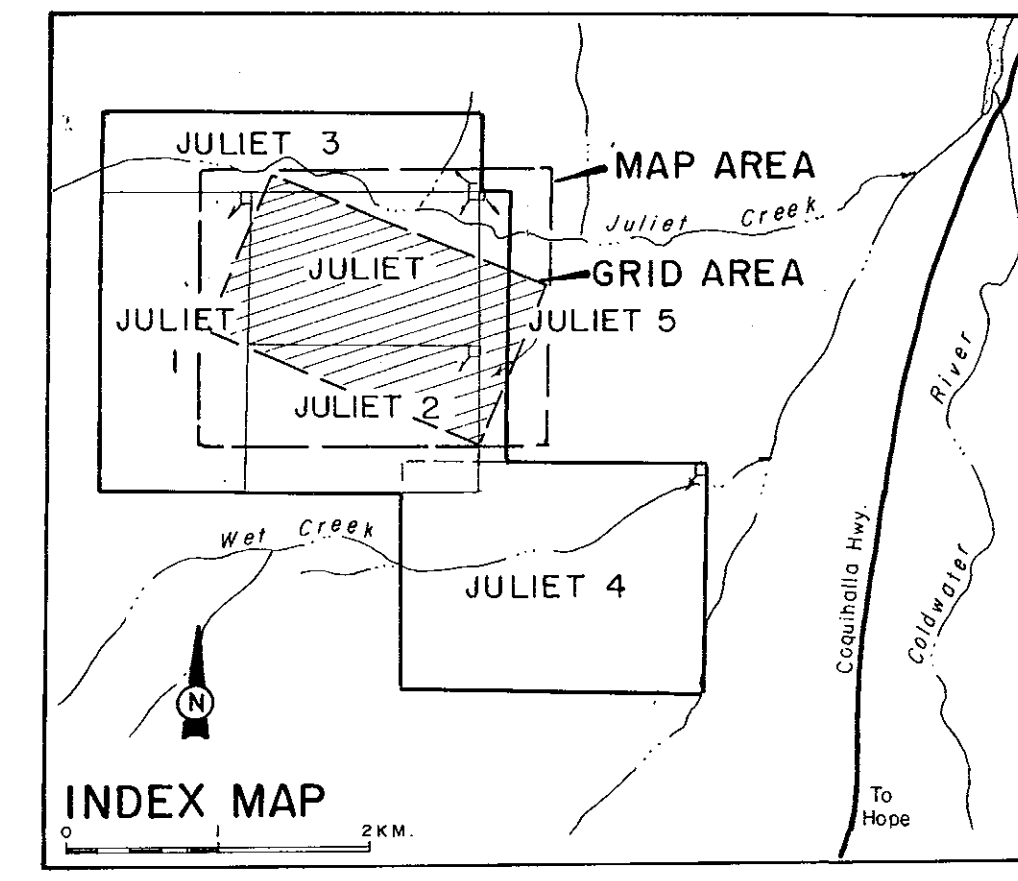 JULIET 3
MAP AREA
Juliet Creek
JULIET
GRID AREA
JULIET
1
JULIET 5
JULIET 2
River
Wet Creek
JULIET 4
Coquihalla Hwy.
Coldwater
N
INDEX MAP
To
Hope
0 1 2 KM.